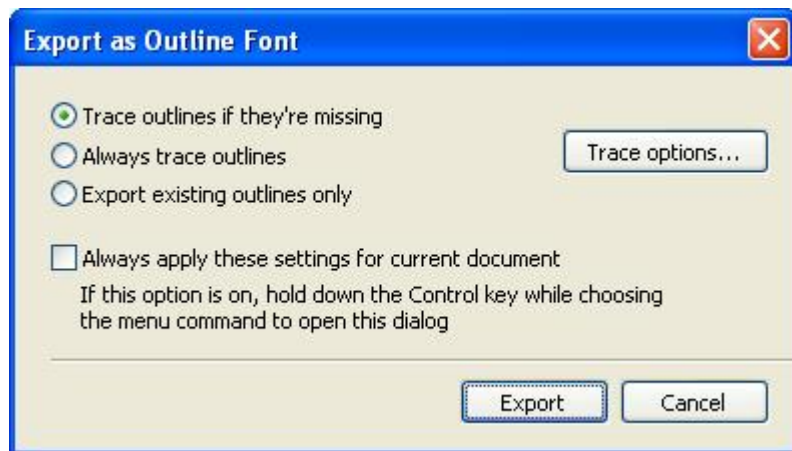 Export as Outline Font
Trace outlines if they're missing
Always trace outlines
Trace options...
Export existing outlines only
Always apply these settings for current document
If this option is on, hold down the Control key while choosing
the menu command to open this dialog
Export
Cancel